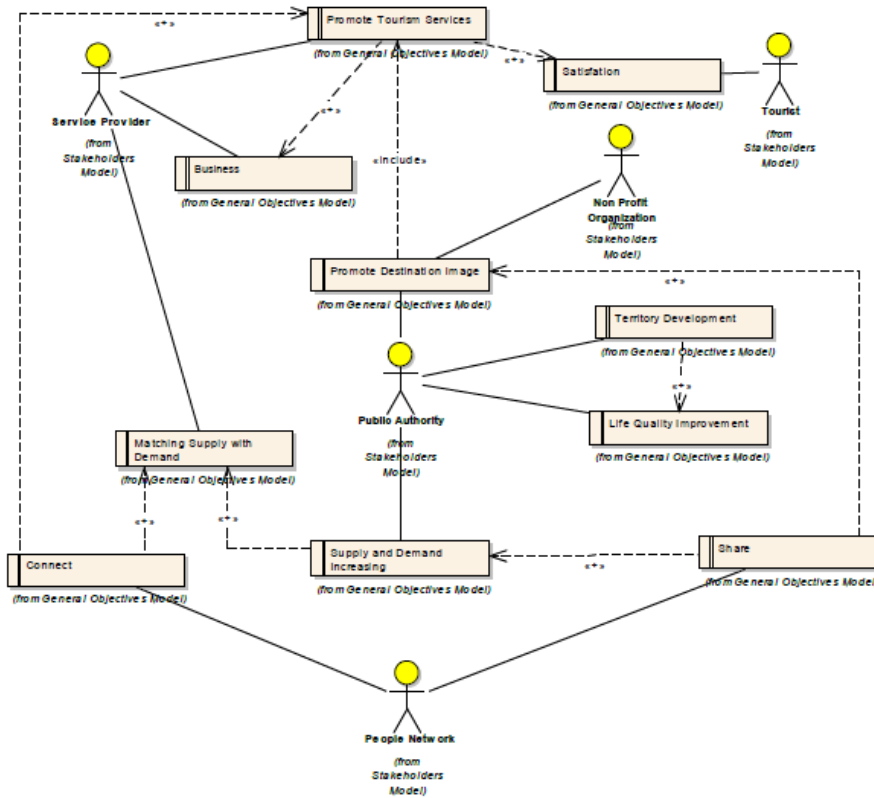 «+»
Promote Tourism Services
(from General Objectives Model)
«+»
Satisfation
(from General Objectives Model)
Tourist
(from
Stakeholders
Model)
Service Provider
(from
Stakeholders
Model)
«+»
Business
(from General Objectives Model)
«include»
Non Profit
Organization
(from
Stakeholders
Model)
Promote Destination Image
(from General Objectives Model)
«+»
Territory Development
(from General Objectives Model)
«+»
Public Authority
(from
Stakeholders
Model)
Life Quality Improvement
(from General Objectives Model)
Matching Supply with
Demand
(from General Objectives Model)
«+»
«+»
Connect
(from General Objectives Model)
Supply and Demand
Increasing
(from General Objectives Model)
«+»
Share
(from General Objectives Model)
People Network
(from
Stakeholders
Model)